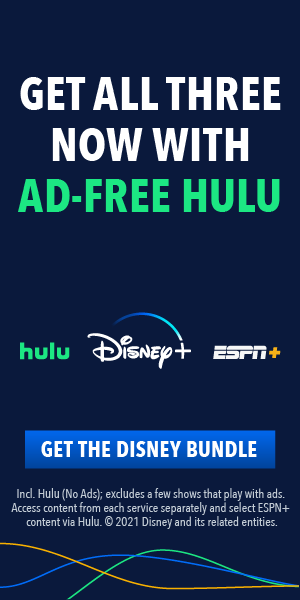 GET ALL THREE
NOW WITH
AD-FREE HULU
hulu Disney+ ESPN+
GET THE DISNEY BUNDLE
Incl. Hulu (No Ads); excludes a few shows that play with ads.
Access content from each service separately and select ESPN+
content via Hulu. © 2021 Disney and its related entities.